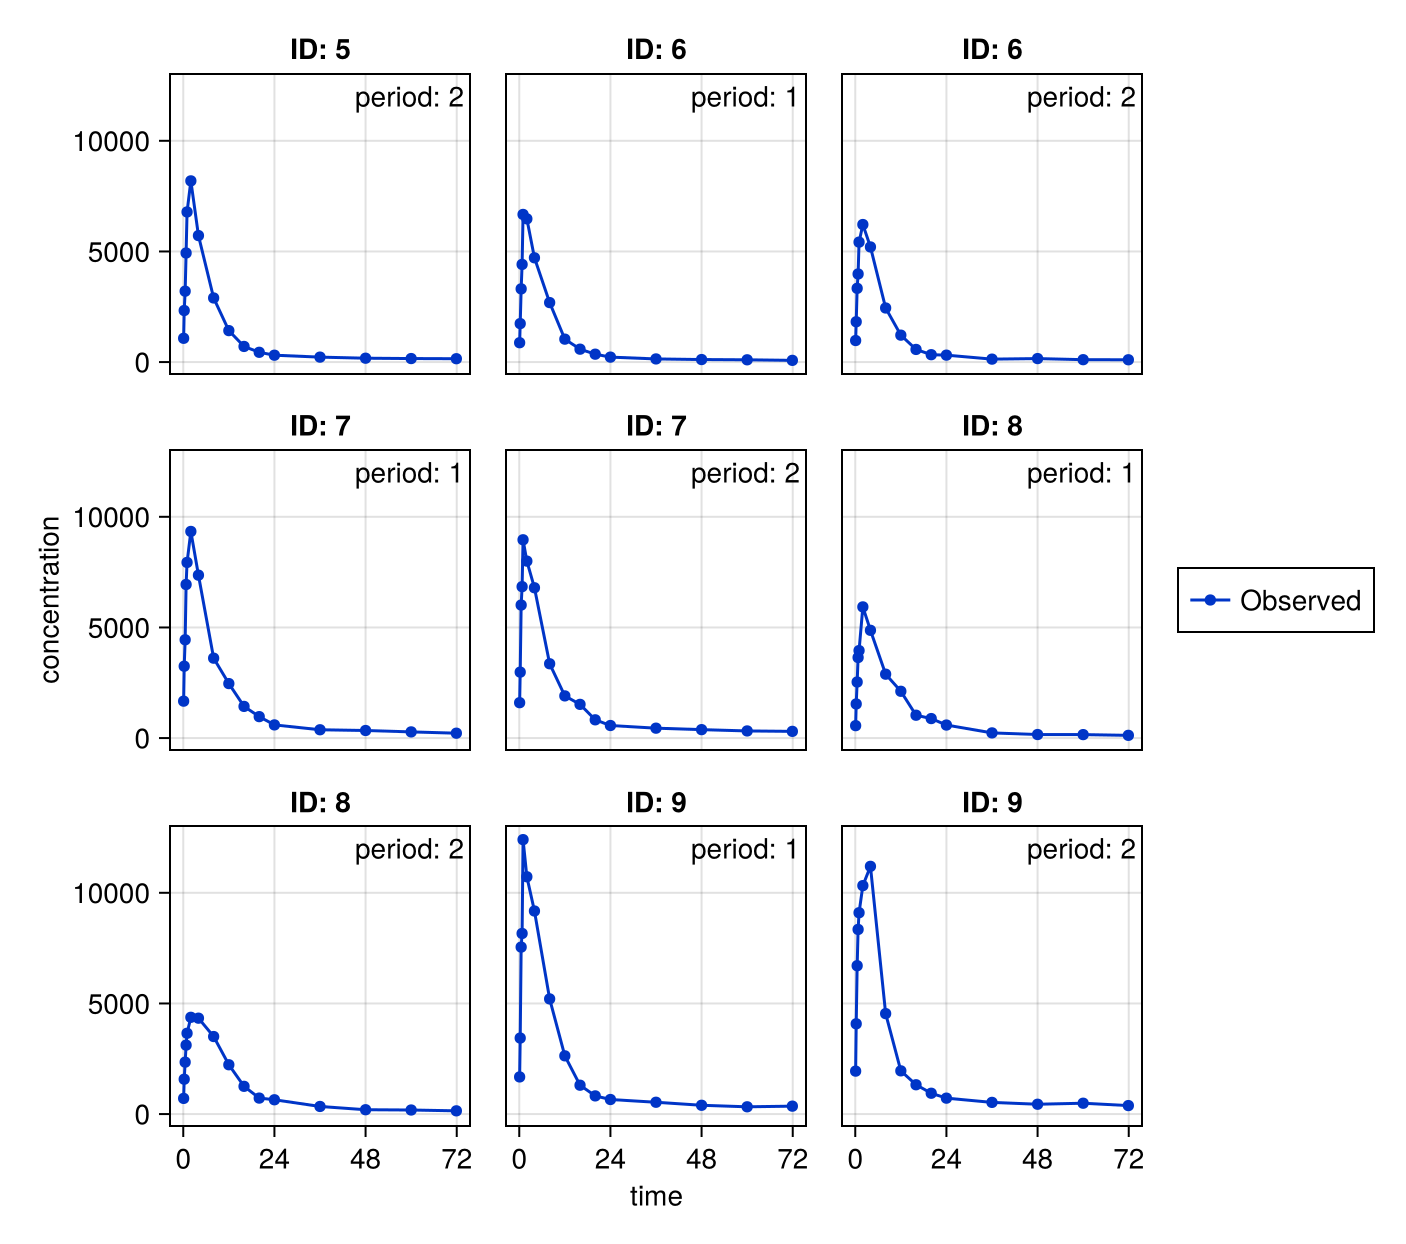 ID: 5
ID: 6
ID: 6
period: 2
period: 1
period: 2
10000
5000
0
ID: 7
ID: 7
ID: 8
period: 1
period: 2
period: 1
10000
5000
0
concentration
Observed
ID: 8
ID: 9
ID: 9
period: 2
period: 1
period: 2
10000
5000
0
0 24 48 72
0 24 48 72
0 24 48 72
time